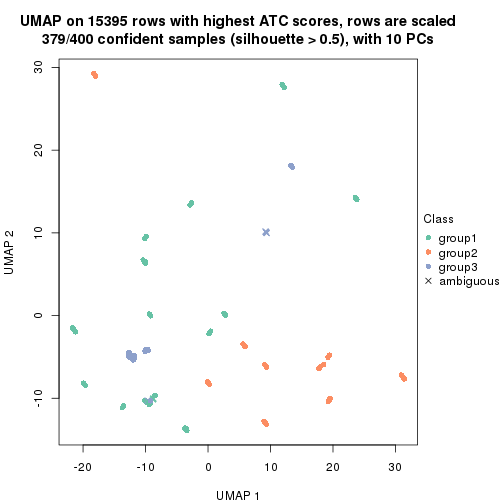 UMAP on 15395 rows with highest ATC scores, rows are scaled
379/400 confident samples (silhouette > 0.5), with 10 PCs
30
20
10
0
-10
UMAP 2
-20
-10
0
10
20
30
UMAP 1
Class
group1
group2
group3
ambiguous